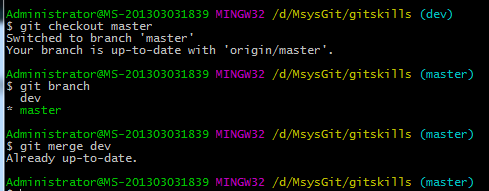 Administrator@MS-201303031839 MINGW32 /d/MsysGit/gitskills (dev)
$ git checkout master
Switched to branch 'master'
Your branch is up-to-date with 'origin/master'.
Administrator@MS-201303031839 MINGW32 /d/MsysGit/gitskills (master)
$ git branch
  dev
* master
Administrator@MS-201303031839 MINGW32 /d/MsysGit/gitskills (master)
$ git merge dev
Already up-to-date.
Administrator@MS-201303031839 MINGW32 /d/MsysGit/gitskills (master)